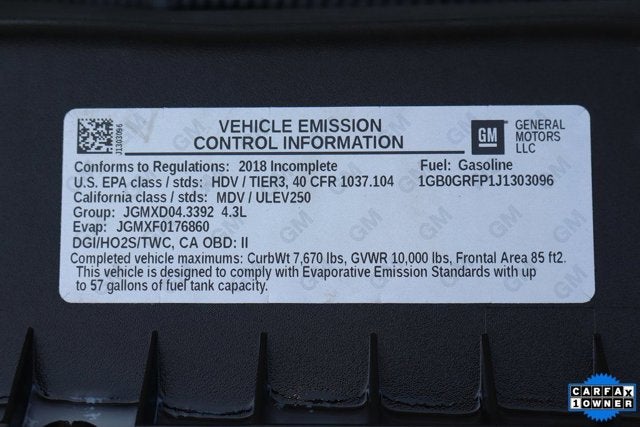 J1303096
VEHICLE EMISSION
CONTROL INFORMATION
GM
GENERAL
MOTORS
LLC
Conforms to Regulations: 2018 Incomplete
Fuel: Gasoline
U.S. EPA class / stds: HDV / TIER3, 40 CFR 1037.104
1GB0GRFP1J1303096
California class / stds: MDV / ULEV250
Group: JGMXD04.3392 4.3L
Evap: JGMXF0176860
DGI/HO2S/TWC, CA OBD: II
Completed vehicle maximums: CurbWt 7,670 lbs, GVWR 10,000 lbs, Frontal Area 85 ft2.
This vehicle is designed to comply with Evaporative Emission Standards with up
to 57 gallons of fuel tank capacity.
CARFAX
1 OWNER